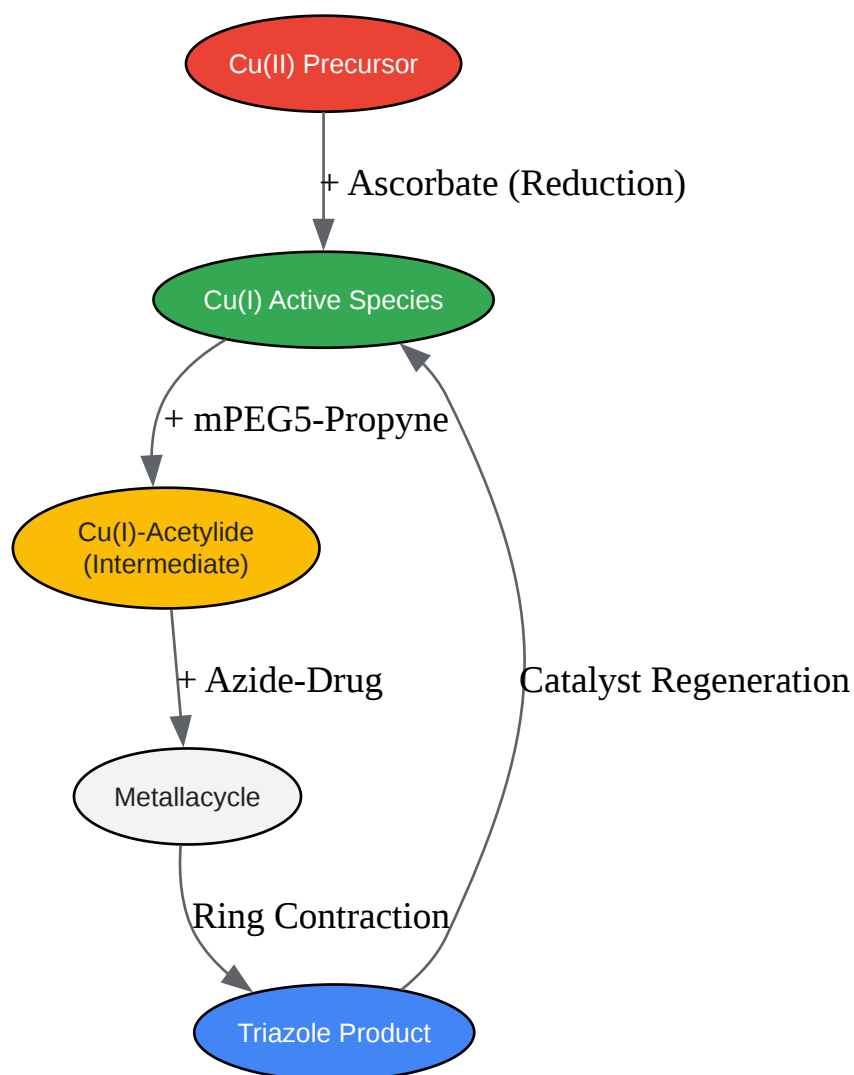 Cu(II) Precursor
+ Ascorbate (Reduction)
Cu(I) Active Species
+ mPEG5-Propyne
Cu(I)-Acetylide
(Intermediate)
+ Azide-Drug
Catalyst Regeneration
Metallacycle
Ring Contraction
Triazole Product